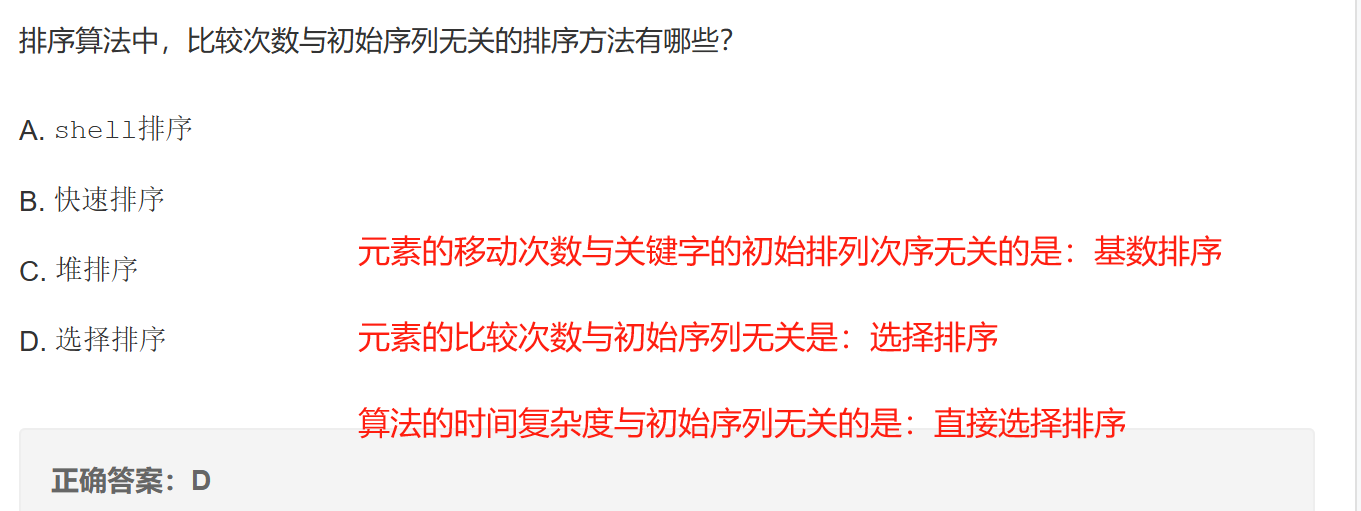 排序算法中，比较次数与初始序列无关的排序方法有哪些？
A. shell排序
B. 快速排序
元素的移动次数与关键字的初始排列次序无关的是：基数排序
C. 堆排序
元素的比较次数与初始序列无关是：选择排序
D. 选择排序
算法的时间复杂度与初始序列无关的是：直接选择排序
正确答案：D